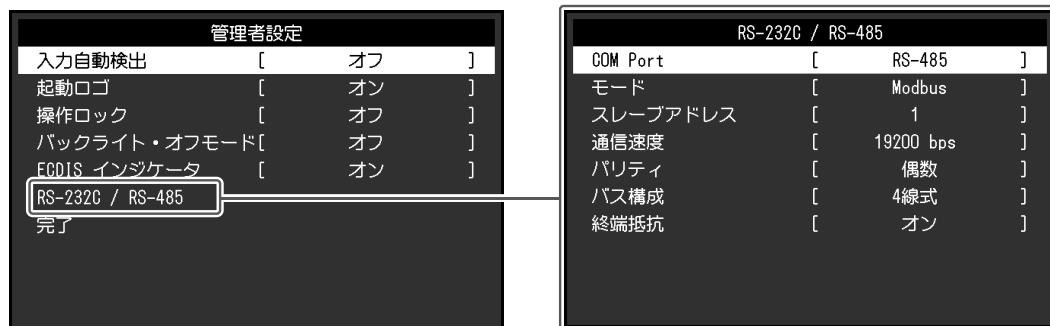 管理者設定
入力自動検出 [ オフ ]
起動ロゴ [ オン ]
操作ロック [ オフ ]
バックライト・オフモード[ オフ ]
ECDIS インジケータ [ オン ]
RS-232C / RS-485
完了
RS-232C / RS-485
COM Port [ RS-485 ]
モード [ Modbus ]
スレーブアドレス [ 1 ]
通信速度 [ 19200 bps ]
パリティ [ 偶数 ]
バス構成 [ 4線式 ]
終端抵抗 [ オン ]